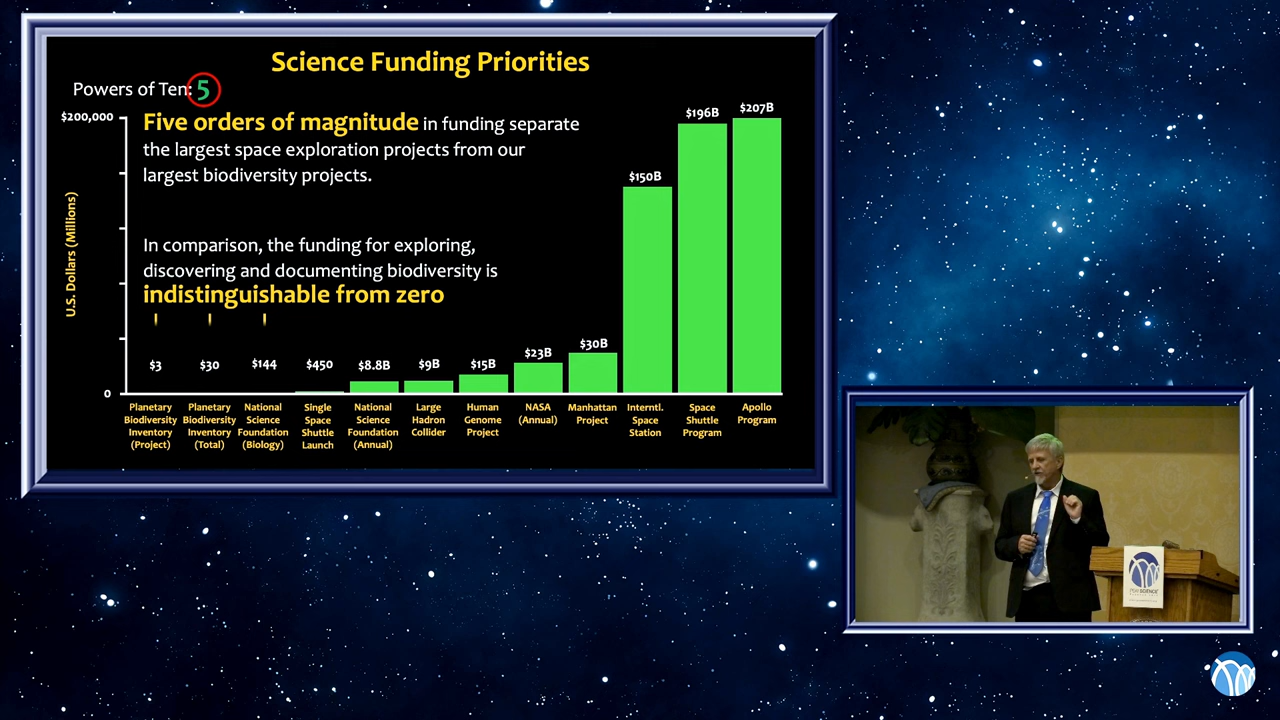 Science Funding Priorities
Powers of Ten: 5
$200,000
Five orders of magnitude in funding separate
the largest space exploration projects from our
largest biodiversity projects.
In comparison, the funding for exploring,
discovering and documenting biodiversity is
indistinguishable from zero
U.S. Dollars (Millions)
0
$3
$30
$144
$450
$8.8B
$9B
$15B
$23B
$30B
$150B
$196B
$207B
Planetary
Biodiversity
Inventory
(Project)
Planetary
Biodiversity
Inventory
(Total)
National
Science
Foundation
(Biology)
Single
Space
Shuttle
Launch
National
Science
Foundation
(Annual)
Large
Hadron
Collider
Human
Genome
Project
NASA
(Annual)
Manhattan
Project
Interntl.
Space
Station
Space
Shuttle
Program
Apollo
Program